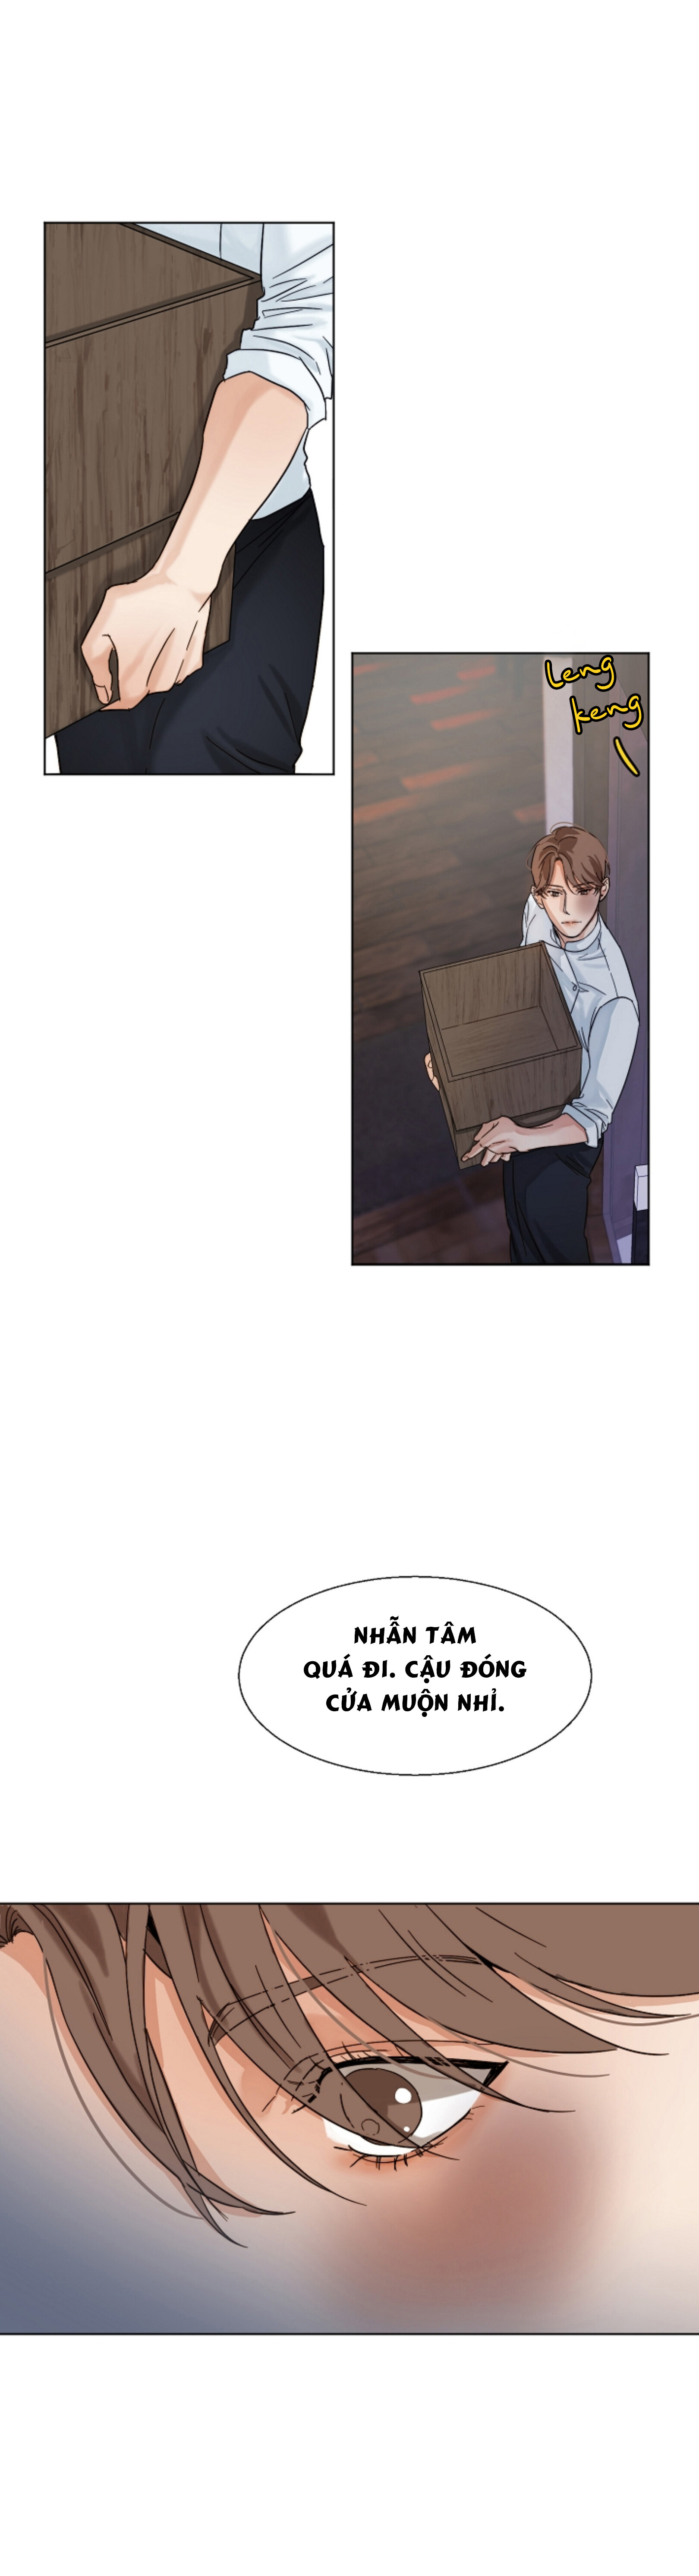 leng
keng
NHẪN TÂM
QUÁ ĐI. CẬU ĐÓNG
CỬA MUỘN NHỈ.